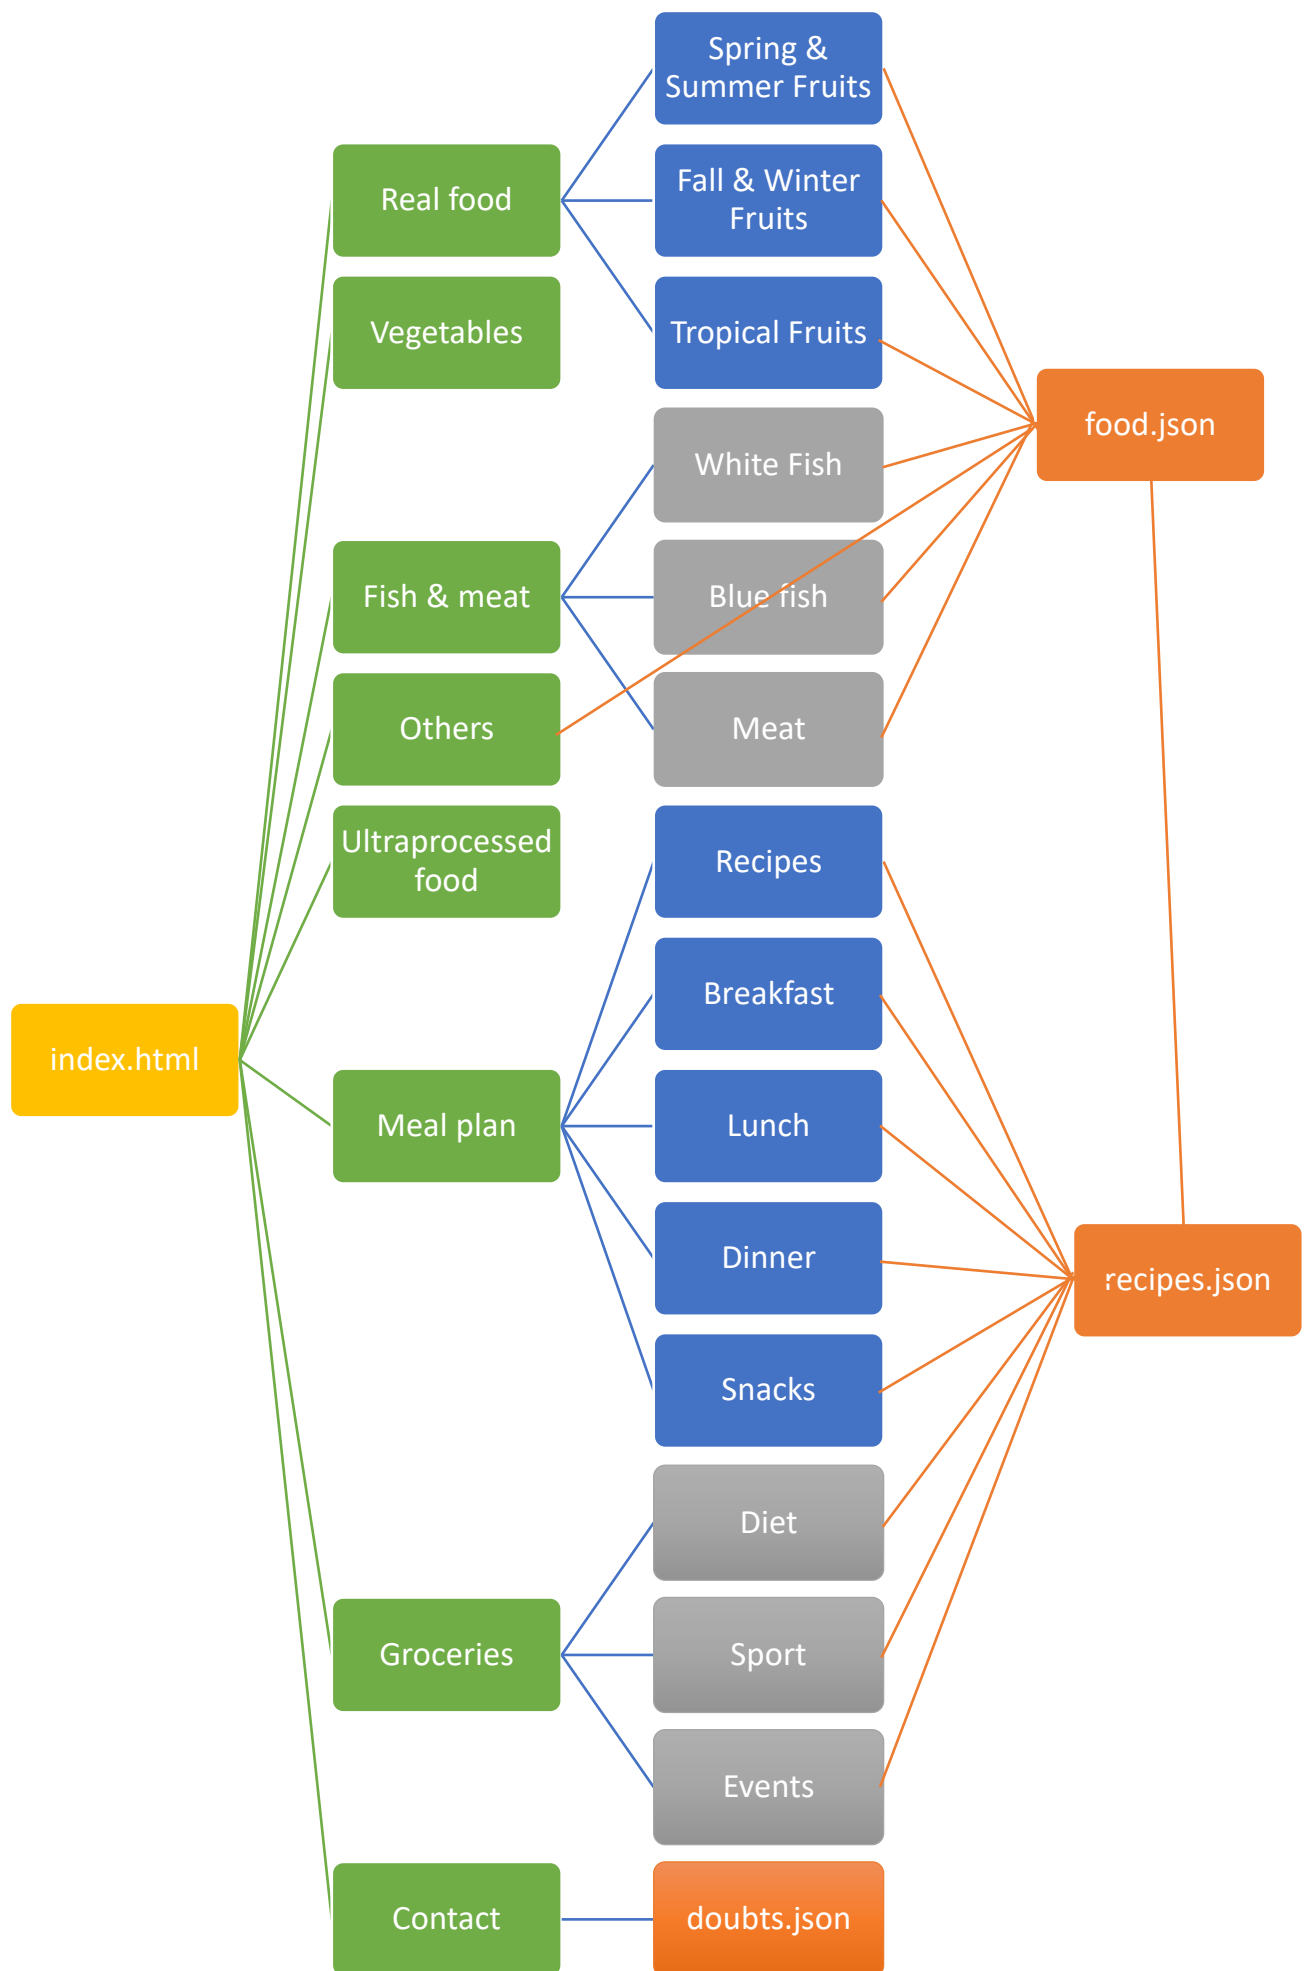 Spring &
Summer Fruits
Real food
Fall & Winter
Fruits
Vegetables
Tropical Fruits
food.json
White Fish
Fish & meat
Blue fish
Others
Meat
Ultraprocessed
food
Recipes
Breakfast
index.html
Meal plan
Lunch
Dinner
recipes.json
Snacks
Diet
Groceries
Sport
Events
Contact
doubts.json